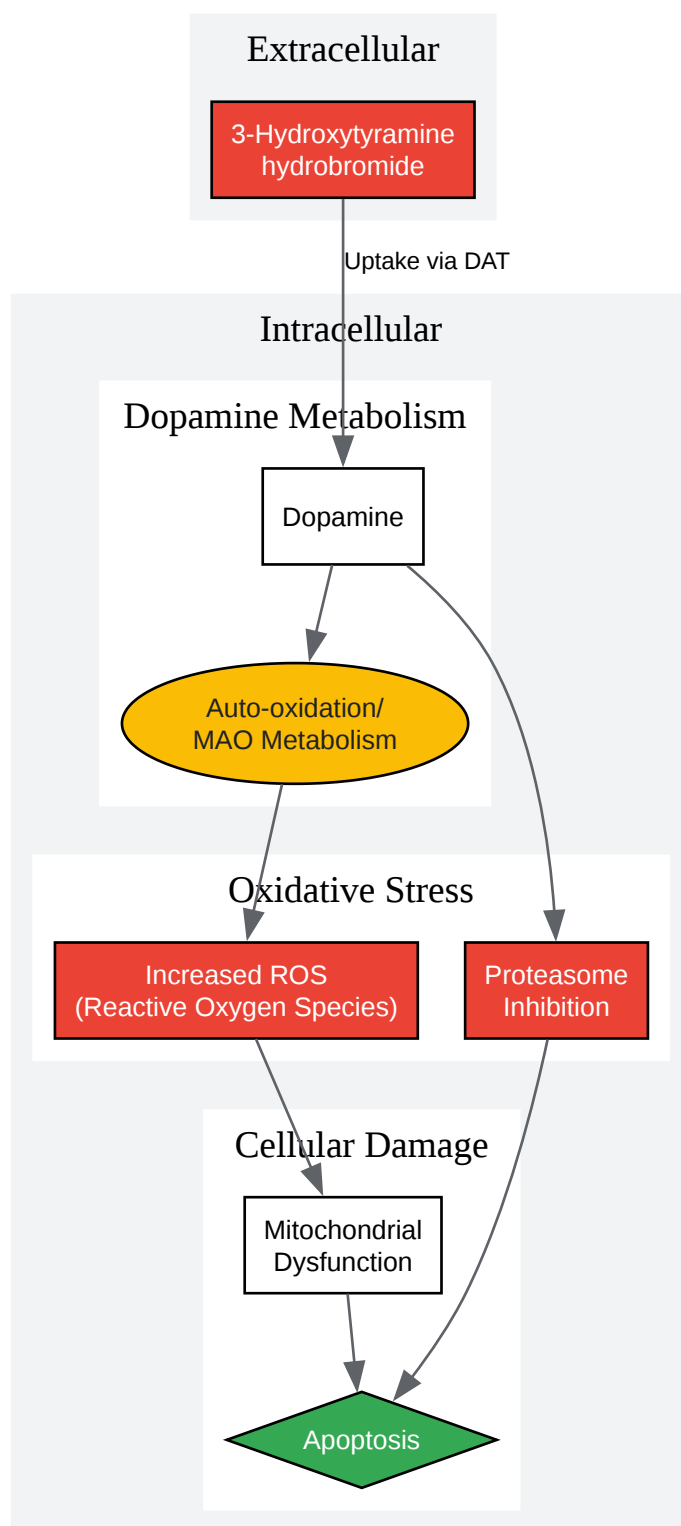 Extracellular
3-Hydroxytyramine
hydrobromide
Uptake via DAT
Intracellular
Dopamine Metabolism
Dopamine
Auto-oxidation/
MAO Metabolism
Oxidative Stress
Increased ROS
(Reactive Oxygen Species)
Proteasome
Inhibition
Cellular Damage
Mitochondrial
Dysfunction
Apoptosis